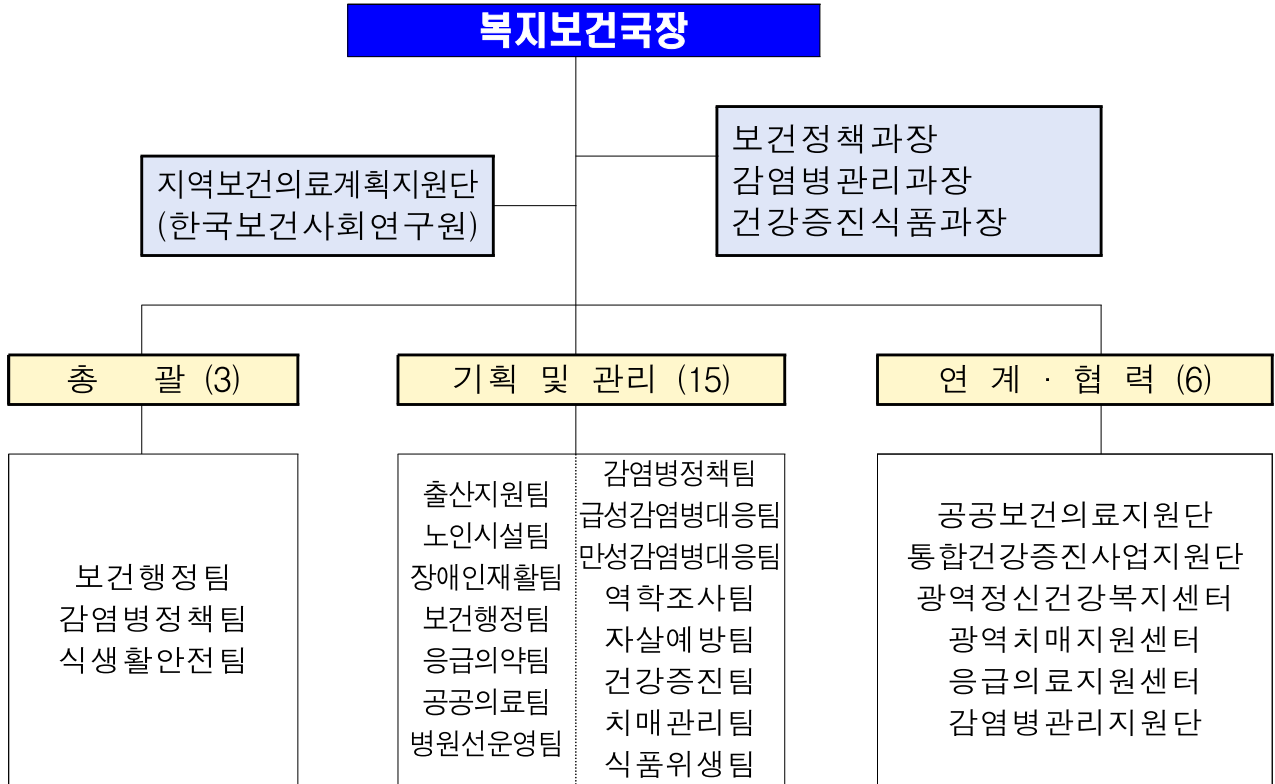 복지보건국장
보건정책과장
감염병관리과장
건강증진식품과장
지역보건의료계획지원단
(한국보건사회연구원)
총 괄 (3)
기획 및 관리 (15)
연 계 · 협 력 (6)
보건행정팀
감염병정책팀
식생활안전팀
출산지원팀
노인시설팀
장애인재활팀
보건행정팀
응급의약팀
공공의료팀
병원선운영팀
감염병정책팀
급성감염병대응팀
만성감염병대응팀
역학조사팀
자살예방팀
건강증진팀
치매관리팀
식품위생팀
공공보건의료지원단
통합건강증진사업지원단
광역정신건강복지센터
광역치매지원센터
응급의료지원센터
감염병관리지원단